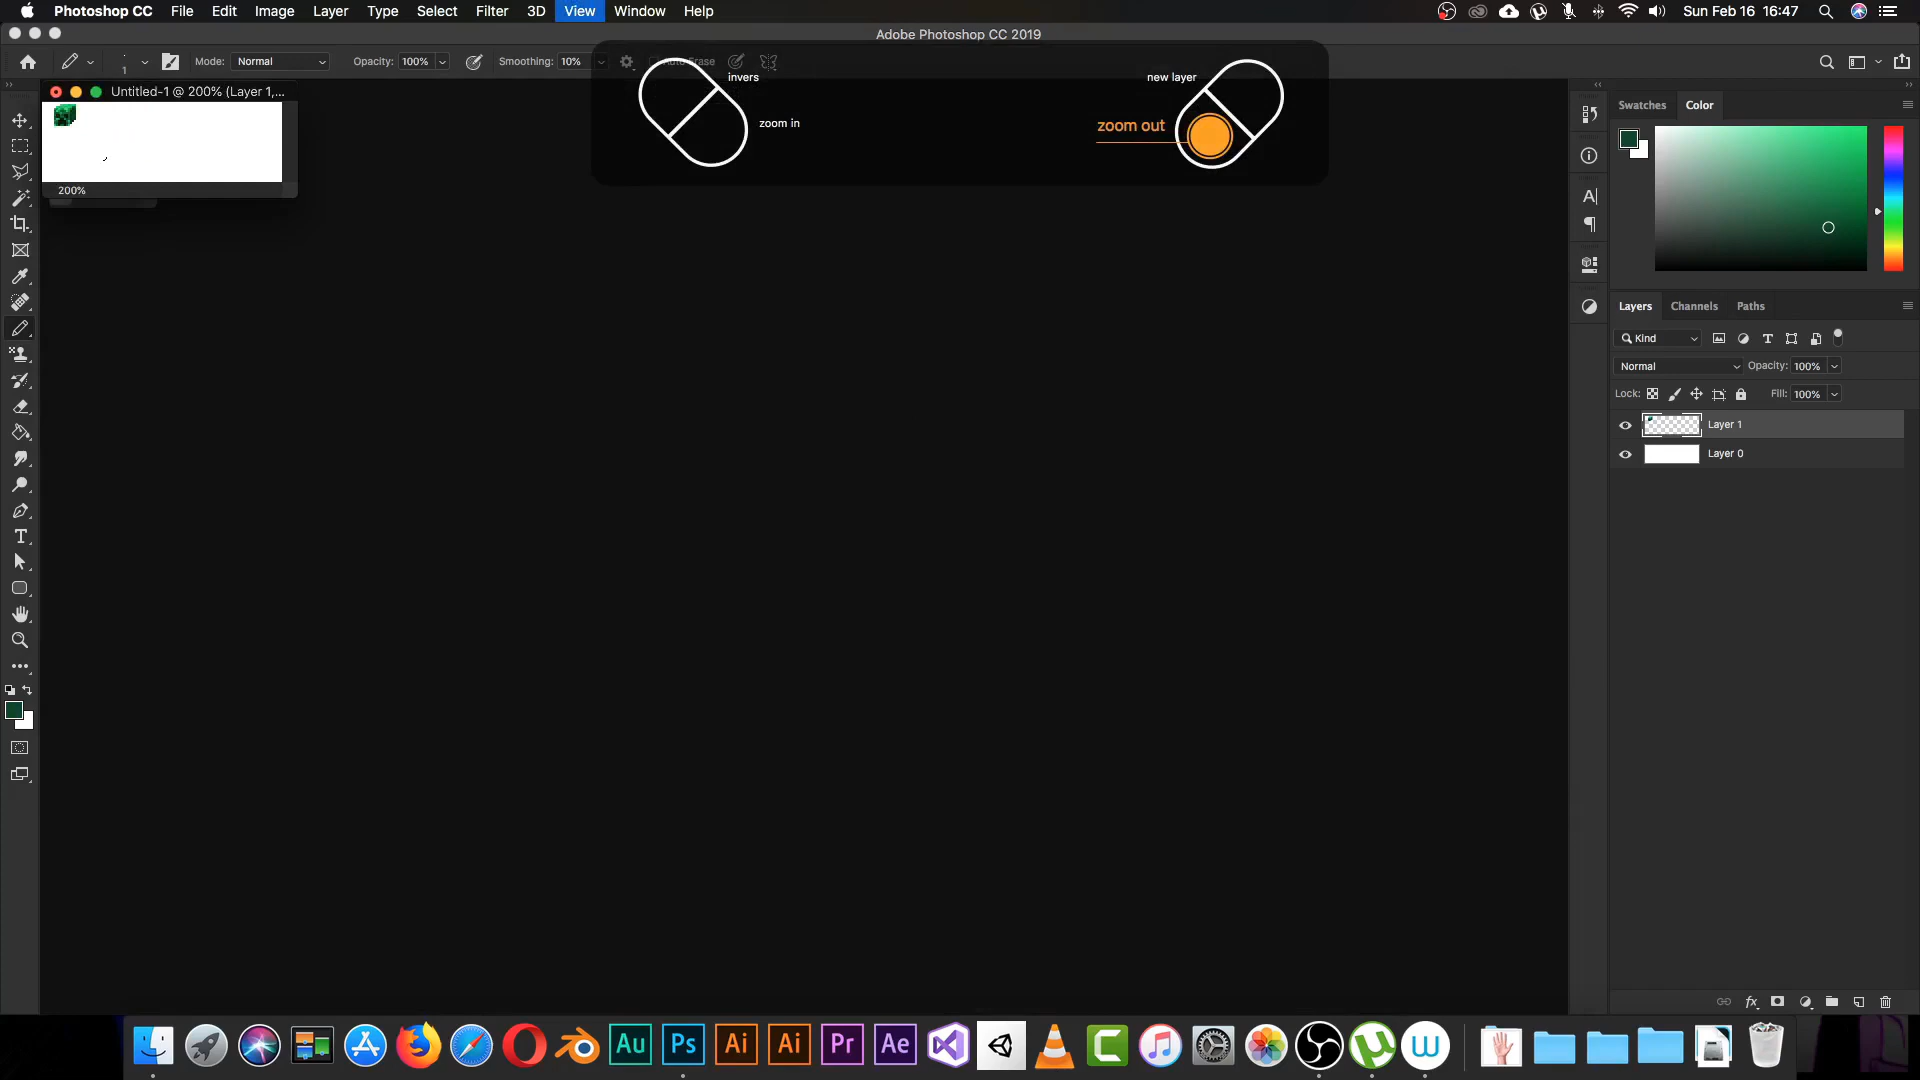 Photoshop CC File Edit Image Layer Type Select Filter 3D View Window Help Sun Feb 16 16:47
Adobe Photoshop CC 2019
1 Mode: Normal Opacity: 100% Smoothing: 10% Auto Erase
invers
zoom in
new layer
zoom out
Untitled-1 @ 200% (Layer 1,...
200%
Swatches Color
Layers Channels Paths
Kind
Normal Opacity: 100%
Lock: Fill: 100%
Layer 1
Layer 0
Au Ps Ai Ai Pr Ae